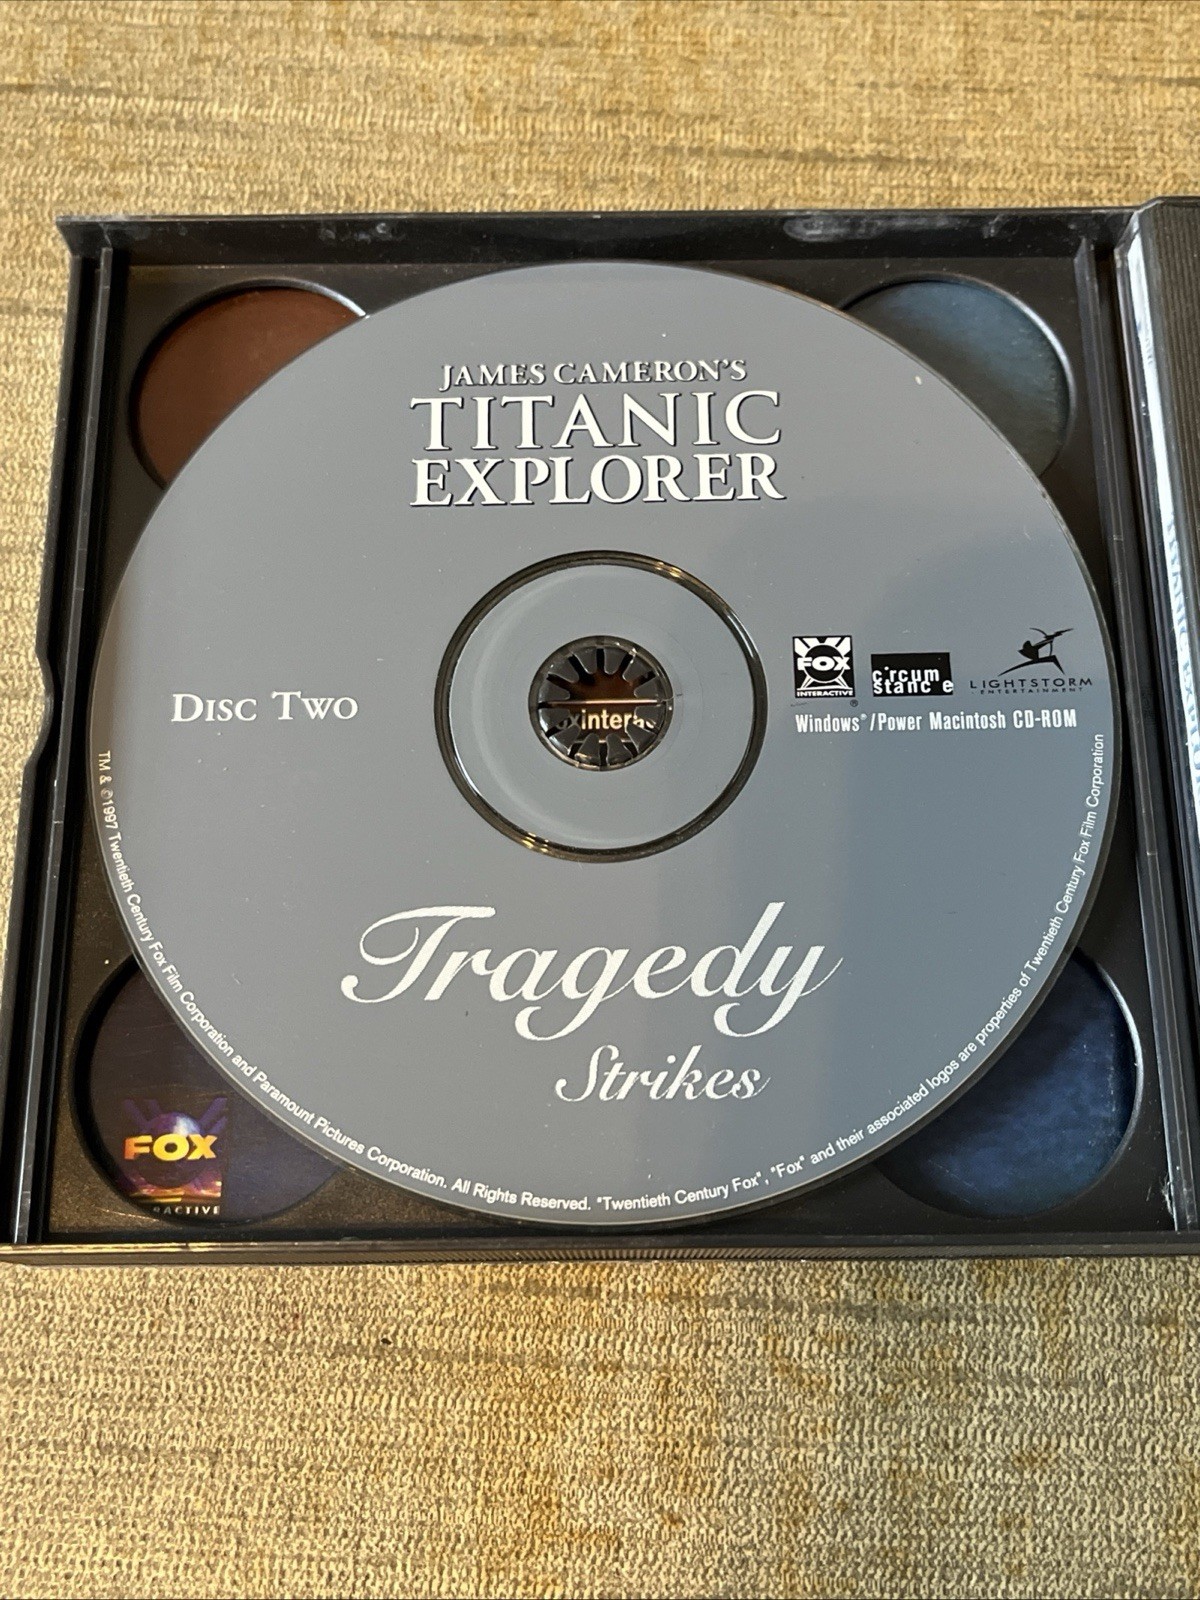 JAMES CAMERON'S
TITANIC
EXPLORER
DISC TWO
FOX
INTERACTIVE
circum
stance
LIGHTSTORM
ENTERTAINMENT
Windows®/Power Macintosh CD-ROM
xintera
Tragedy
Strikes
TM & ©1997 Twentieth Century Fox Film Corporation and Paramount Pictures Corporation. All Rights Reserved. "Twentieth Century Fox", "Fox" and their associated logos are properties of Twentieth Century Fox Film Corporation
FOX
RACTIVE